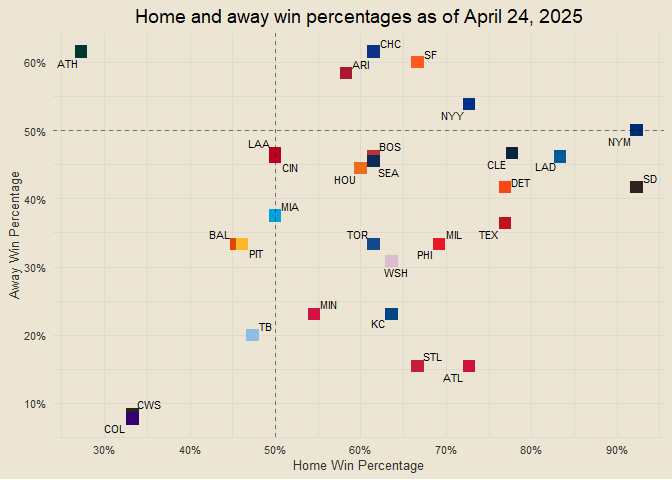 Home and away win percentages as of April 24, 2025
CHC
SF
60%
ATH
ARI
NYY
50%
NYM
LAA
BOS
CIN
SEA
HOU
CLE
LAD
DET
SD
40%
MIA
BAL
PIT
TOR
MIL
PHI
TEX
WSH
30%
MIN
KC
TB
20%
STL
ATL
10%
CWS
COL
30%
40%
50%
60%
70%
80%
90%
Home Win Percentage
Away Win Percentage